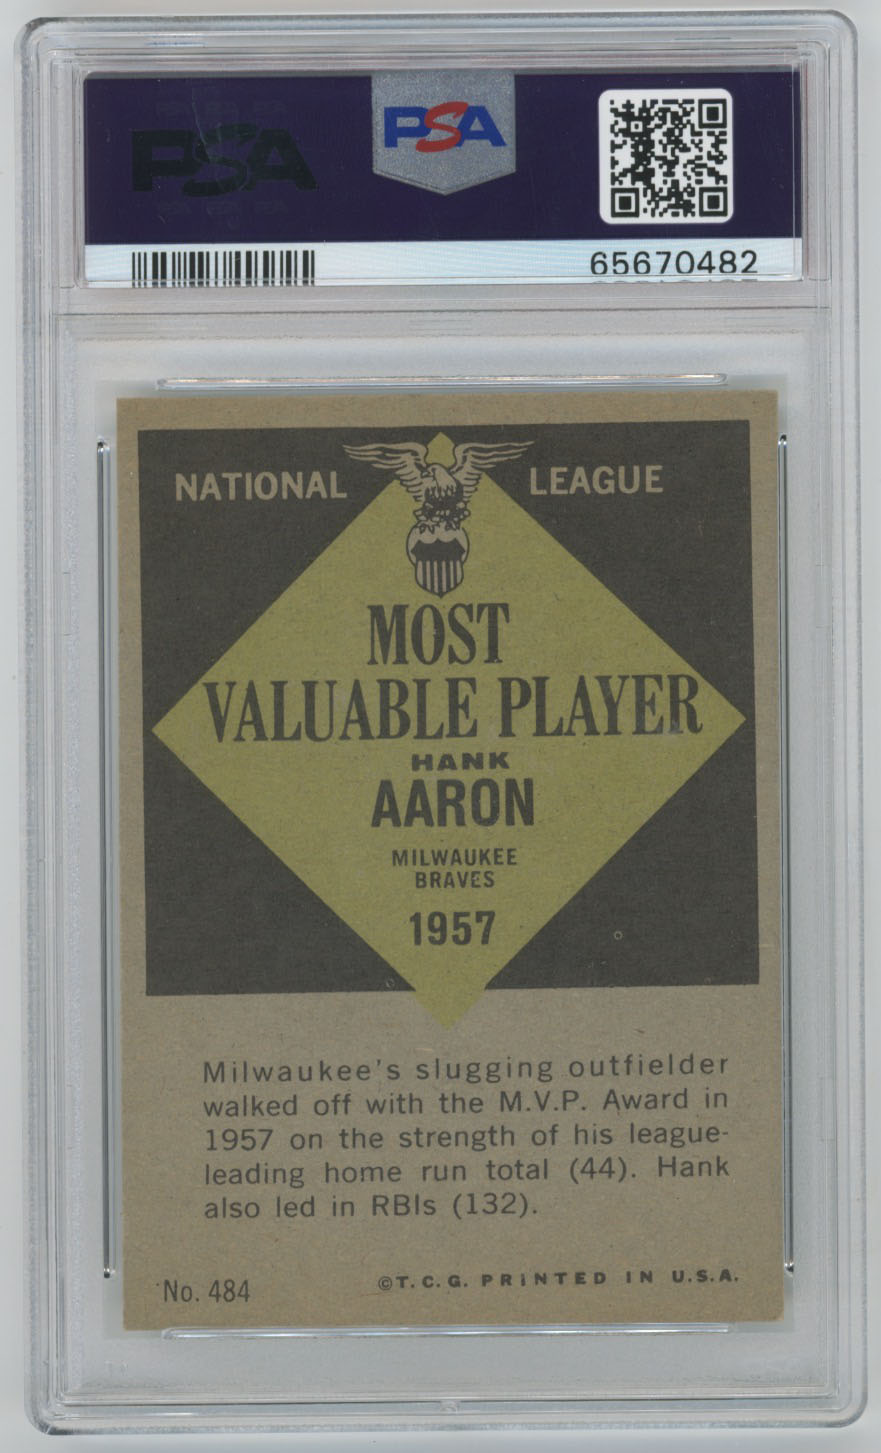 PSA
PSA
65670482
NATIONAL LEAGUE
MOST
VALUABLE PLAYER
HANK
AARON
MILWAUKEE
BRAVES
1957
Milwaukee's slugging outfielder
walked off with the M.V.P. Award in
1957 on the strength of his league-
leading home run total (44). Hank
also led in RBIs (132).
No. 484
©T.C.G. PRINTED IN U.S.A.